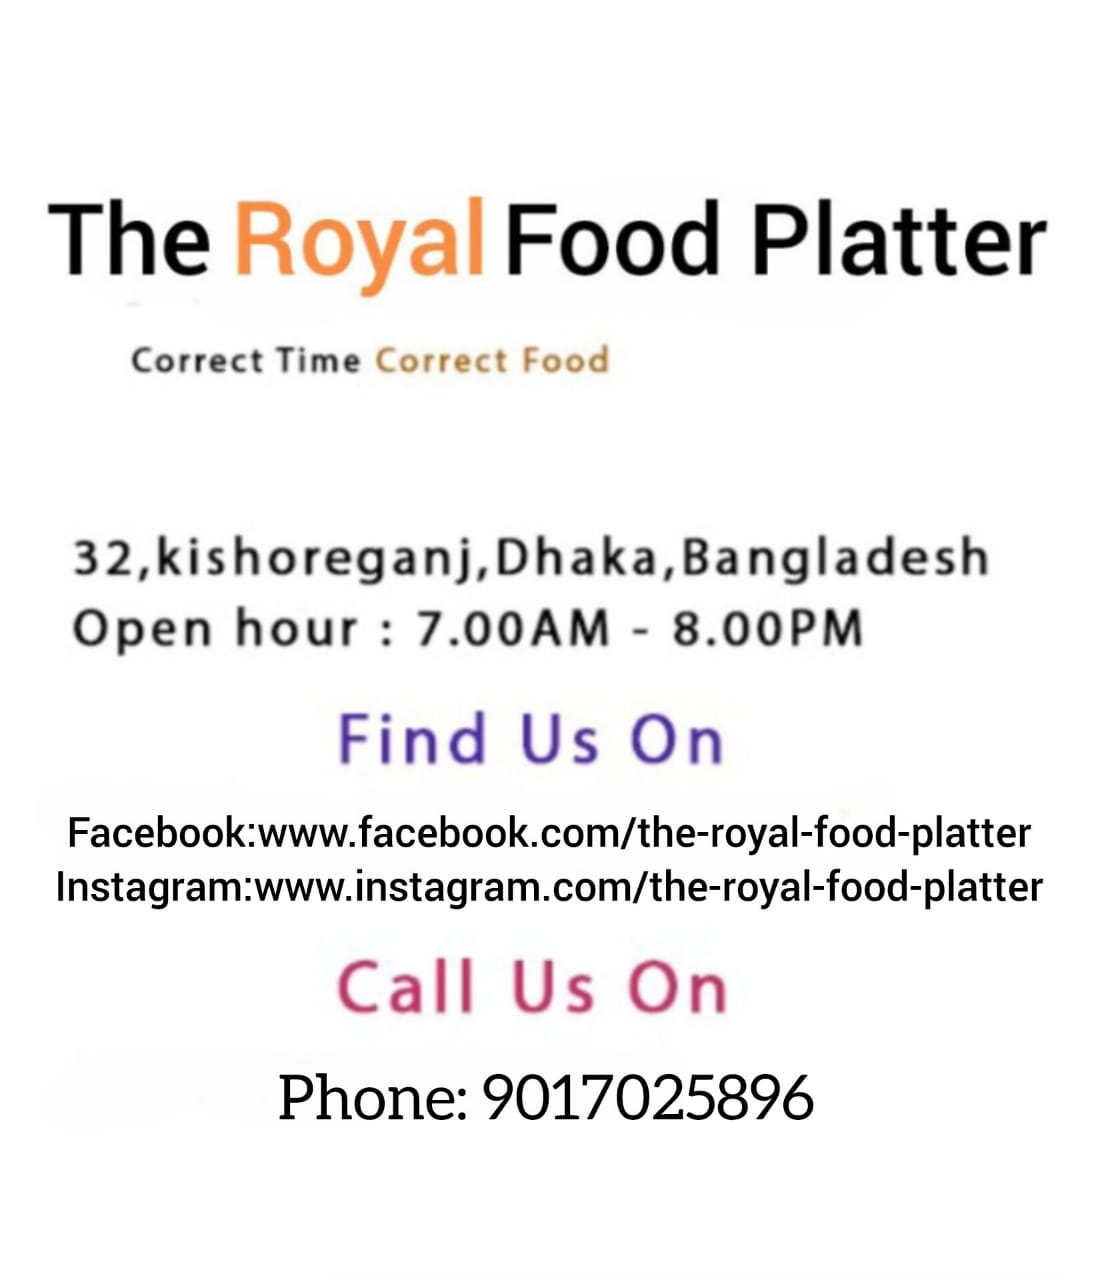 The Royal Food Platter
Correct Time Correct Food
32,kishoreganj,Dhaka,Bangladesh
Open hour : 7.00AM - 8.00PM
Find Us On
Facebook:www.facebook.com/the-royal-food-platter
Instagram:www.instagram.com/the-royal-food-platter
Call Us On
Phone: 9017025896